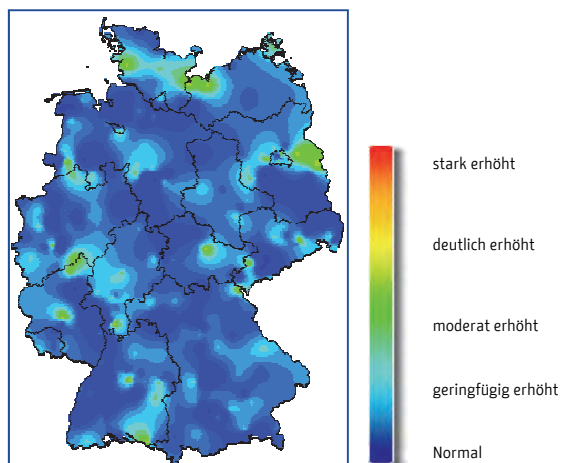 stark erhöht
deutlich erhöht
moderat erhöht
geringfügig erhöht
Normal